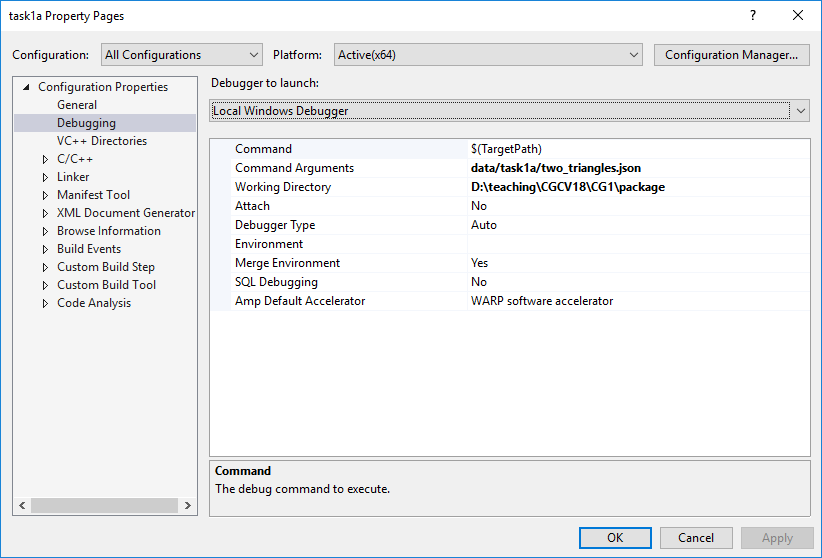 task1a Property Pages
?
Configuration: All Configurations Platform: Active(x64) Configuration Manager...
Configuration Properties
General
Debugging
VC++ Directories
C/C++
Linker
Manifest Tool
XML Document Generator
Browse Information
Build Events
Custom Build Step
Custom Build Tool
Code Analysis
Debugger to launch:
Local Windows Debugger
Command $(TargetPath)
Command Arguments data/task1a/two_triangles.json
Working Directory D:\teaching\CGCV18\CG1\package
Attach No
Debugger Type Auto
Environment
Merge Environment Yes
SQL Debugging No
Amp Default Accelerator WARP software accelerator
Command
The debug command to execute.
OK Cancel Apply